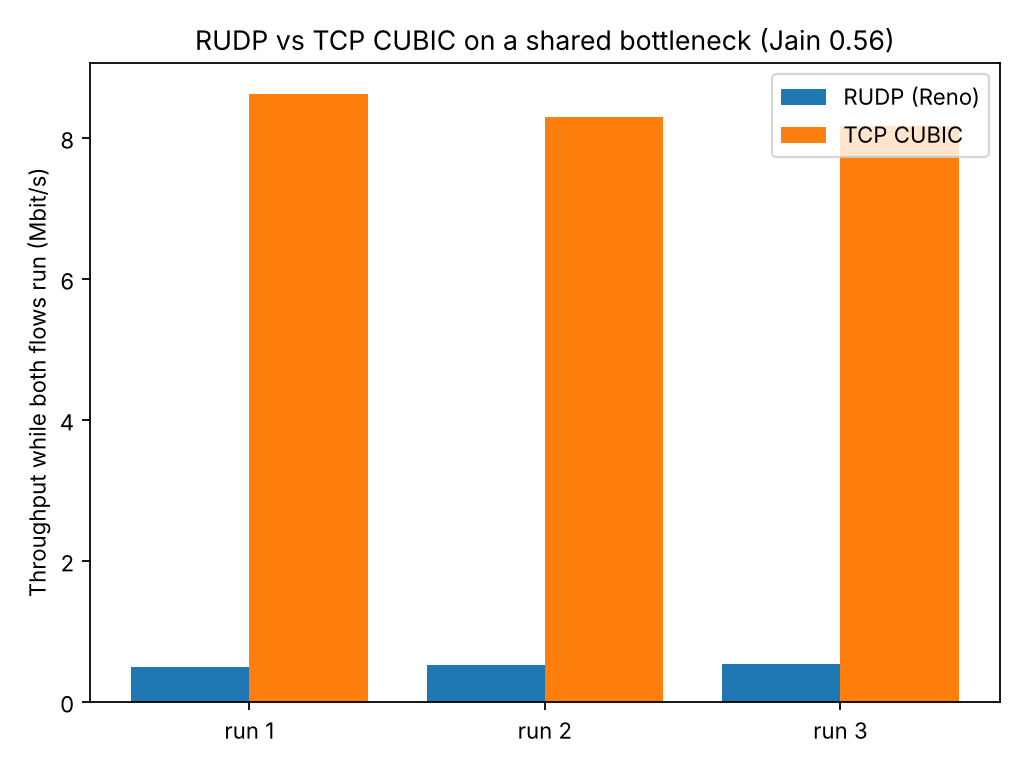 RUDP vs TCP CUBIC on a shared bottleneck (Jain 0.56)
RUDP (Reno)
TCP CUBIC
Throughput while both flows run (Mbit/s)
8
6
4
2
0
run 1
run 2
run 3